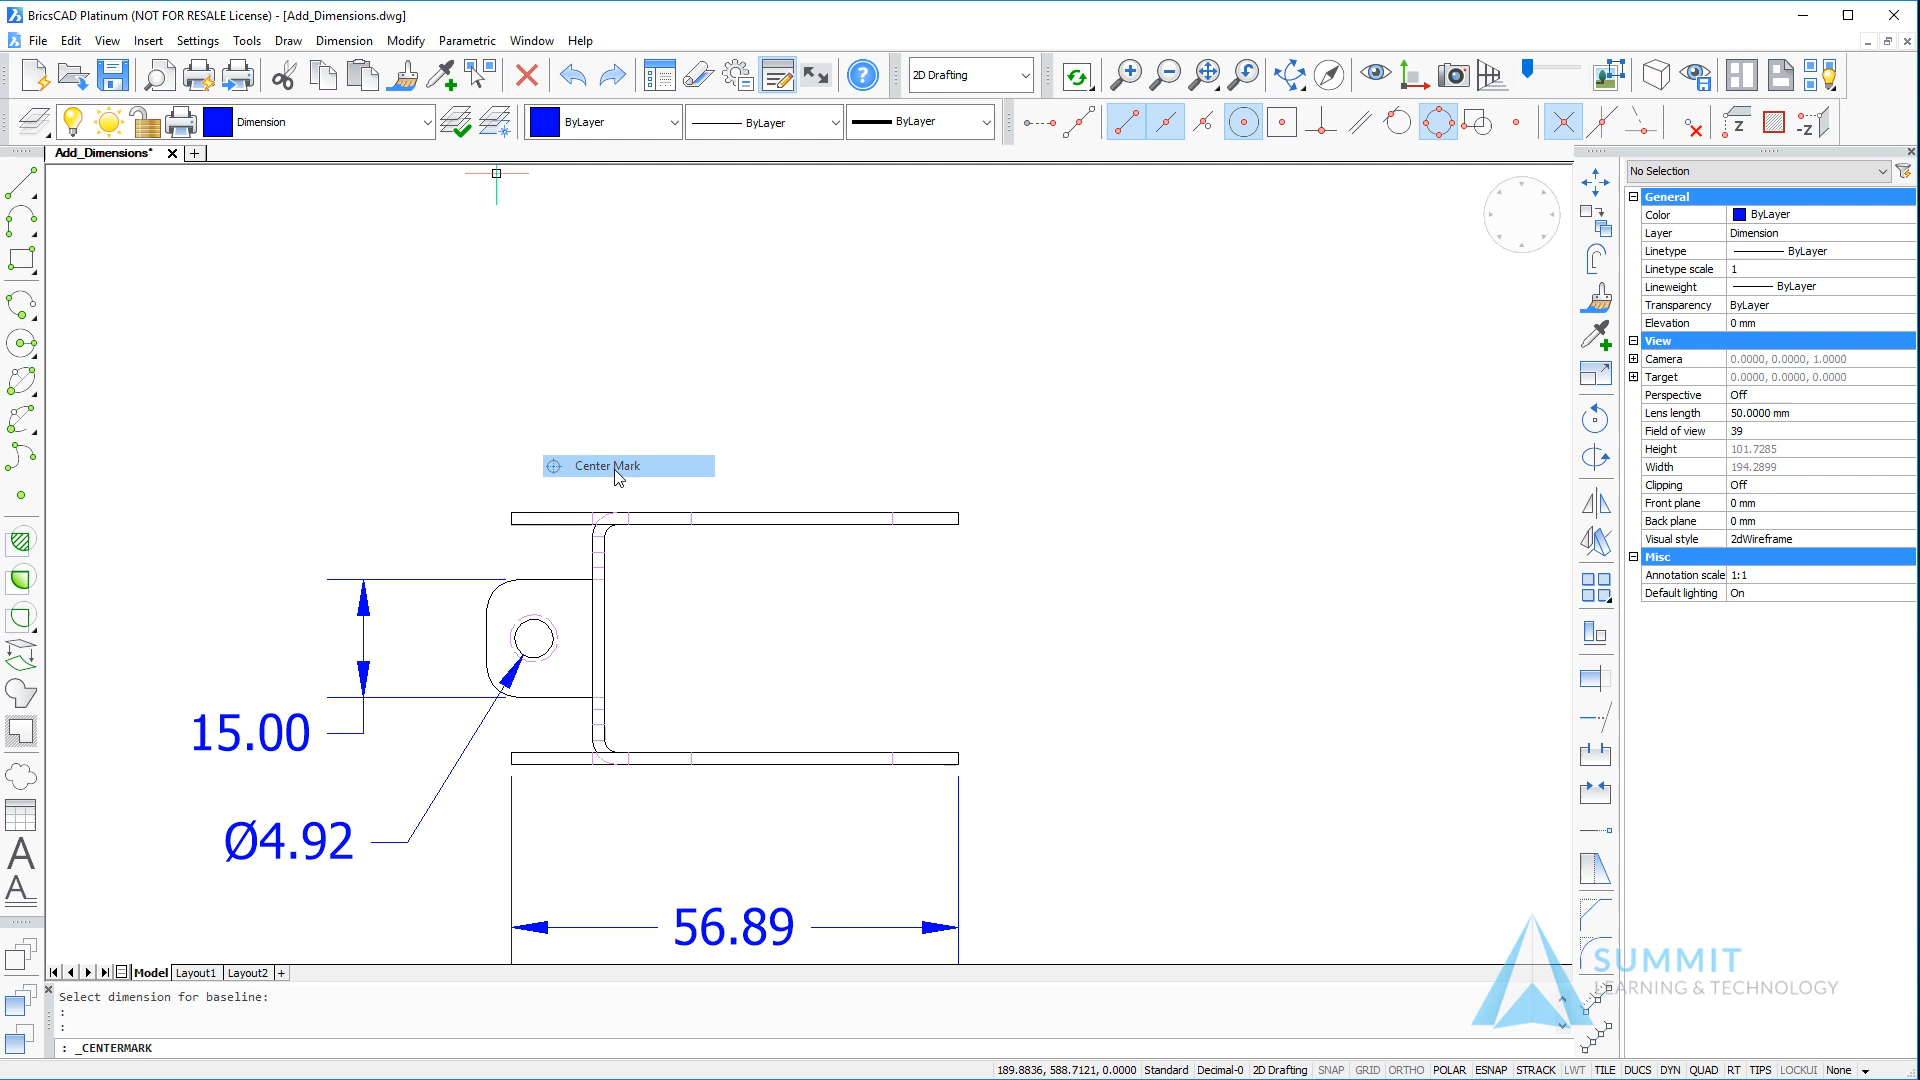 BricsCAD Platinum (NOT FOR RESALE License) - [Add_Dimensions.dwg]
File Edit View Insert Settings Tools Draw Dimension Modify Parametric Window Help
2D Drafting
Dimension ByLayer ByLayer ByLayer
Add_Dimensions*
No Selection
General
Color ByLayer
Layer Dimension
Linetype ByLayer
Linetype scale 1
Lineweight ByLayer
Transparency ByLayer
Elevation 0 mm
View
Camera 0.0000, 0.0000, 1.0000
Target 0.0000, 0.0000, 0.0000
Perspective Off
Lens length 50.0000 mm
Field of view 39
Height 101.7285
Width 194.2899
Clipping Off
Front plane 0 mm
Back plane 0 mm
Visual style 2dWireframe
Misc
Annotation scale 1:1
Default lighting On
Center Mark
15.00
Ø4.92
56.89
Model Layout1 Layout2 +
Select dimension for baseline:
:
:
: _CENTERMARK
SUMMIT
LEARNING & TECHNOLOGY
189.8836, 588.7121, 0.0000 Standard Decimal-0 2D Drafting SNAP GRID ORTHO POLAR ESNAP STRACK LWT TILE DUCS DYN QUAD RT TIPS LOCKUI None